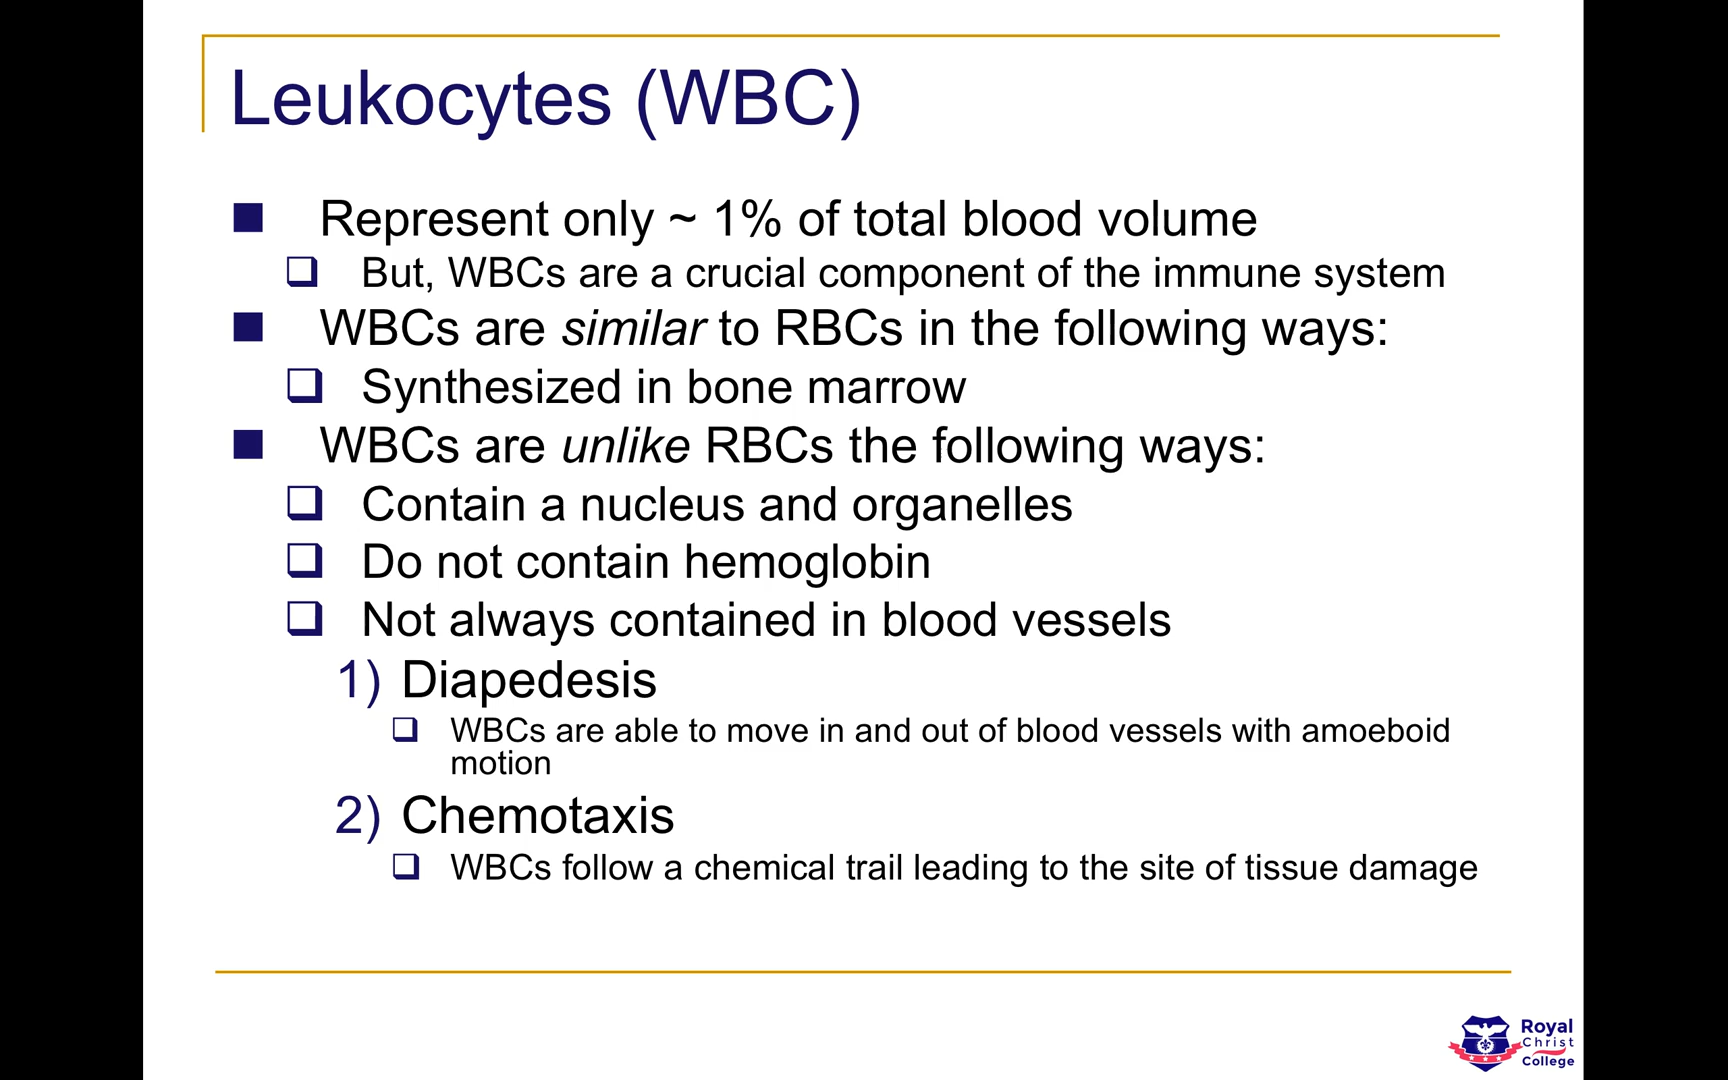 Leukocytes (WBC)
Represent only ~ 1% of total blood volume
But, WBCs are a crucial component of the immune system
WBCs are similar to RBCs in the following ways:
Synthesized in bone marrow
WBCs are unlike RBCs the following ways:
Contain a nucleus and organelles
Do not contain hemoglobin
Not always contained in blood vessels
1) Diapedesis
WBCs are able to move in and out of blood vessels with amoeboid
motion
2) Chemotaxis
WBCs follow a chemical trail leading to the site of tissue damage
Royal
Christ
College